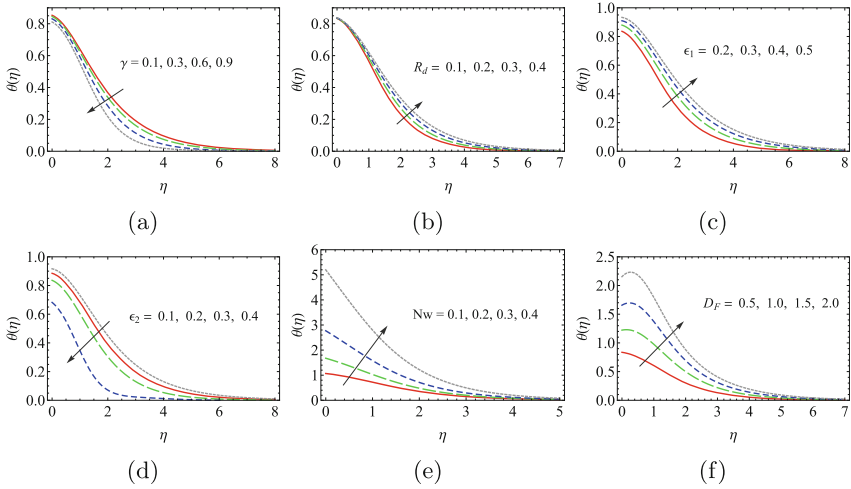 0.8
0.6
0.4
0.2
0.0
θ(η)
γ = 0.1, 0.3, 0.6, 0.9
0 2 4 6 8
η
(a)
0.8
0.6
0.4
0.2
0.0
θ(η)
R_d = 0.1, 0.2, 0.3, 0.4
0 1 2 3 4 5 6 7
η
(b)
1.0
0.8
0.6
0.4
0.2
0.0
θ(η)
ϵ₁ = 0.2, 0.3, 0.4, 0.5
0 2 4 6 8
η
(c)
1.0
0.8
0.6
0.4
0.2
0.0
θ(η)
ϵ₂ = 0.1, 0.2, 0.3, 0.4
0 2 4 6 8
η
(d)
6
5
4
3
2
1
0
θ(η)
Nw = 0.1, 0.2, 0.3, 0.4
0 1 2 3 4 5
η
(e)
2.5
2.0
1.5
1.0
0.5
0.0
θ(η)
D_F = 0.5, 1.0, 1.5, 2.0
0 1 2 3 4 5 6 7
η
(f)